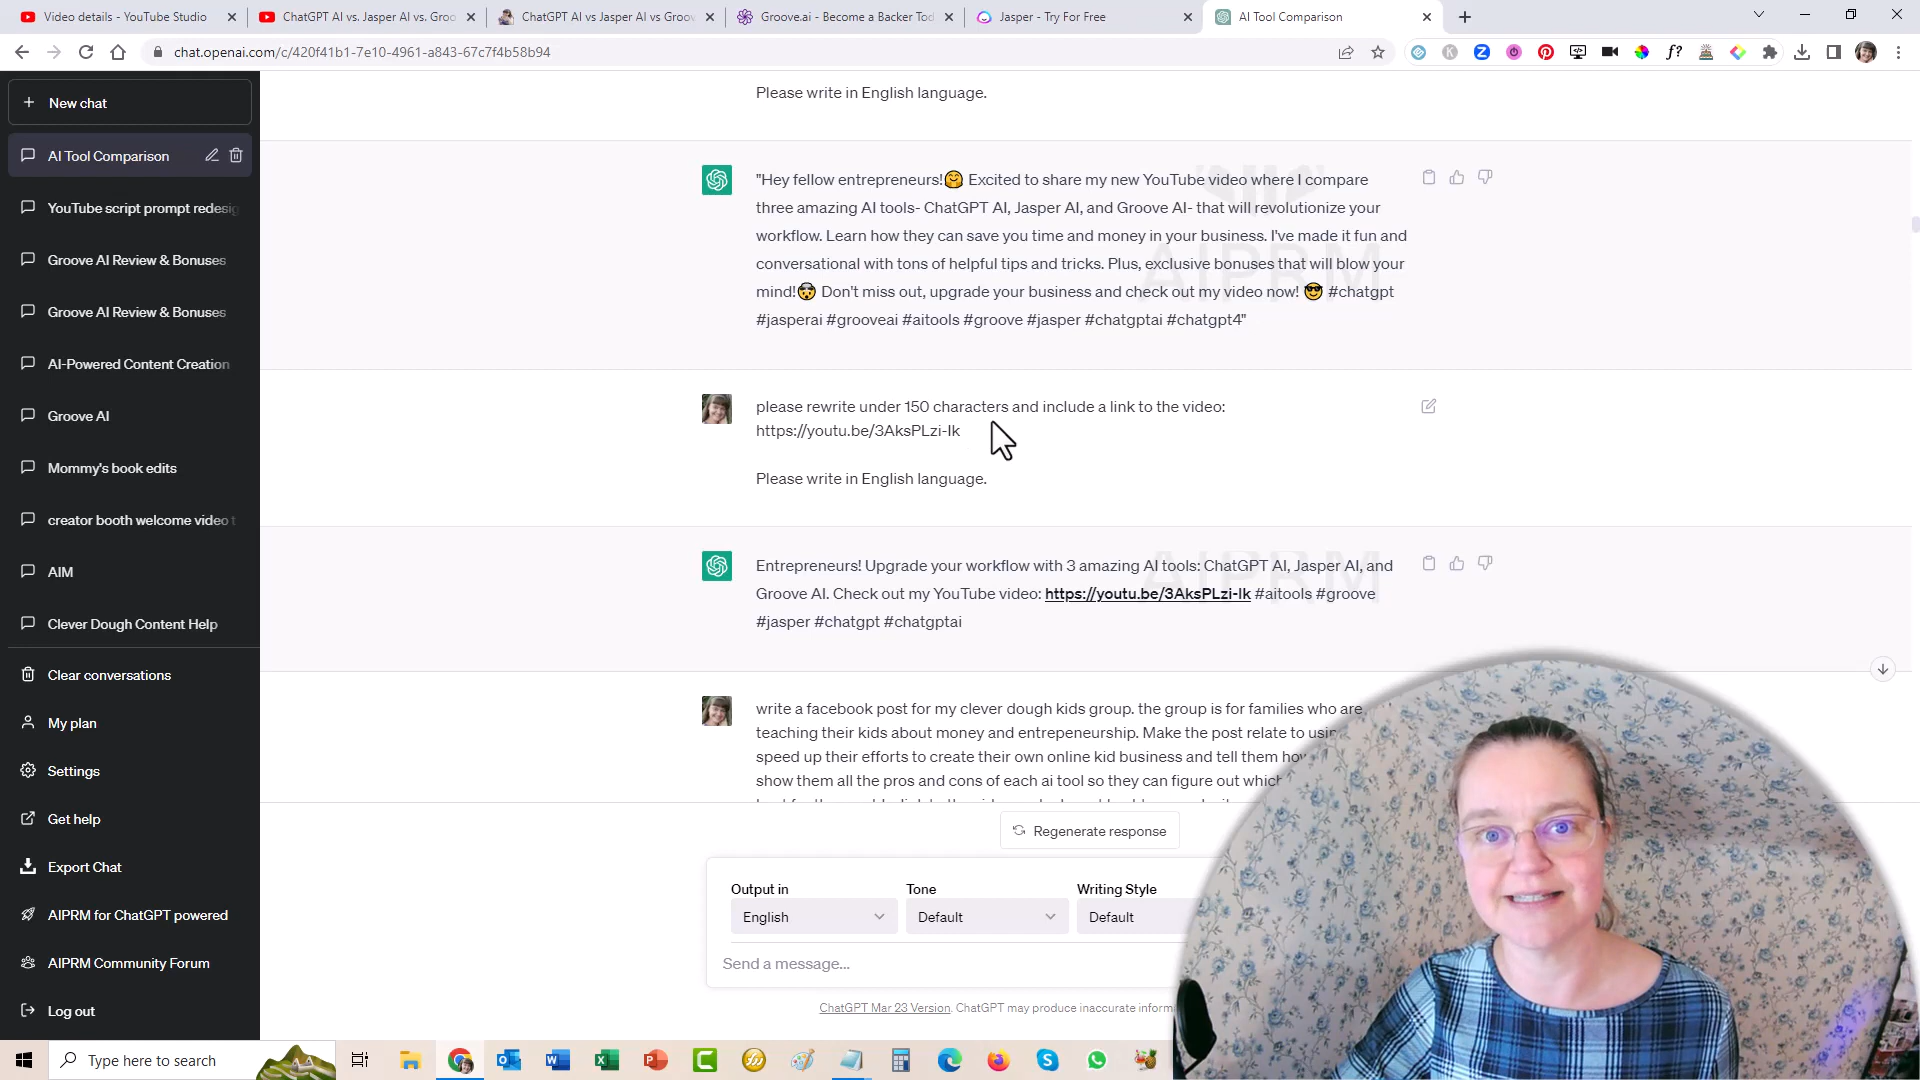 Video details - YouTube Studio
ChatGPT AI vs. Jasper AI vs. Groo
ChatGPT AI vs Jasper AI vs Groov
Groove.ai - Become a Backer Tod
Jasper - Try For Free
AI Tool Comparison
chat.openai.com/c/420f41b1-7e10-4961-a843-67c7f4b58b94
New chat
AI Tool Comparison
YouTube script prompt redesig
Groove AI Review & Bonuses
Groove AI Review & Bonuses
AI-Powered Content Creation
Groove AI
Mommy's book edits
creator booth welcome video t
AIM
Clever Dough Content Help
Clear conversations
My plan
Settings
Get help
Export Chat
AIPRM for ChatGPT powered
AIPRM Community Forum
Log out
Please write in English language.
"Hey fellow entrepreneurs!🤗 Excited to share my new YouTube video where I compare
three amazing AI tools- ChatGPT AI, Jasper AI, and Groove AI- that will revolutionize your
workflow. Learn how they can save you time and money in your business. I've made it fun and
conversational with tons of helpful tips and tricks. Plus, exclusive bonuses that will blow your
mind!🤯 Don't miss out, upgrade your business and check out my video now! 😎 #chatgpt
#jasperai #grooveai #aitools #groove #jasper #chatgptai #chatgpt4"
AIPRM
please rewrite under 150 characters and include a link to the video:
https://youtu.be/3AksPLzi-Ik
Please write in English language.
Entrepreneurs! Upgrade your workflow with 3 amazing AI tools: ChatGPT AI, Jasper AI, and
Groove AI. Check out my YouTube video: https://youtu.be/3AksPLzi-Ik #aitools #groove
#jasper #chatgpt #chatgptai
AIPRM
write a facebook post for my clever dough kids group. the group is for families who are
teaching their kids about money and entrepeneurship. Make the post relate to usin
speed up their efforts to create their own online kid business and tell them how
show them all the pros and cons of each ai tool so they can figure out which
Regenerate response
Output in
Tone
Writing Style
English
Default
Default
Send a message...
ChatGPT Mar 23 Version. ChatGPT may produce inaccurate inform
Type here to search